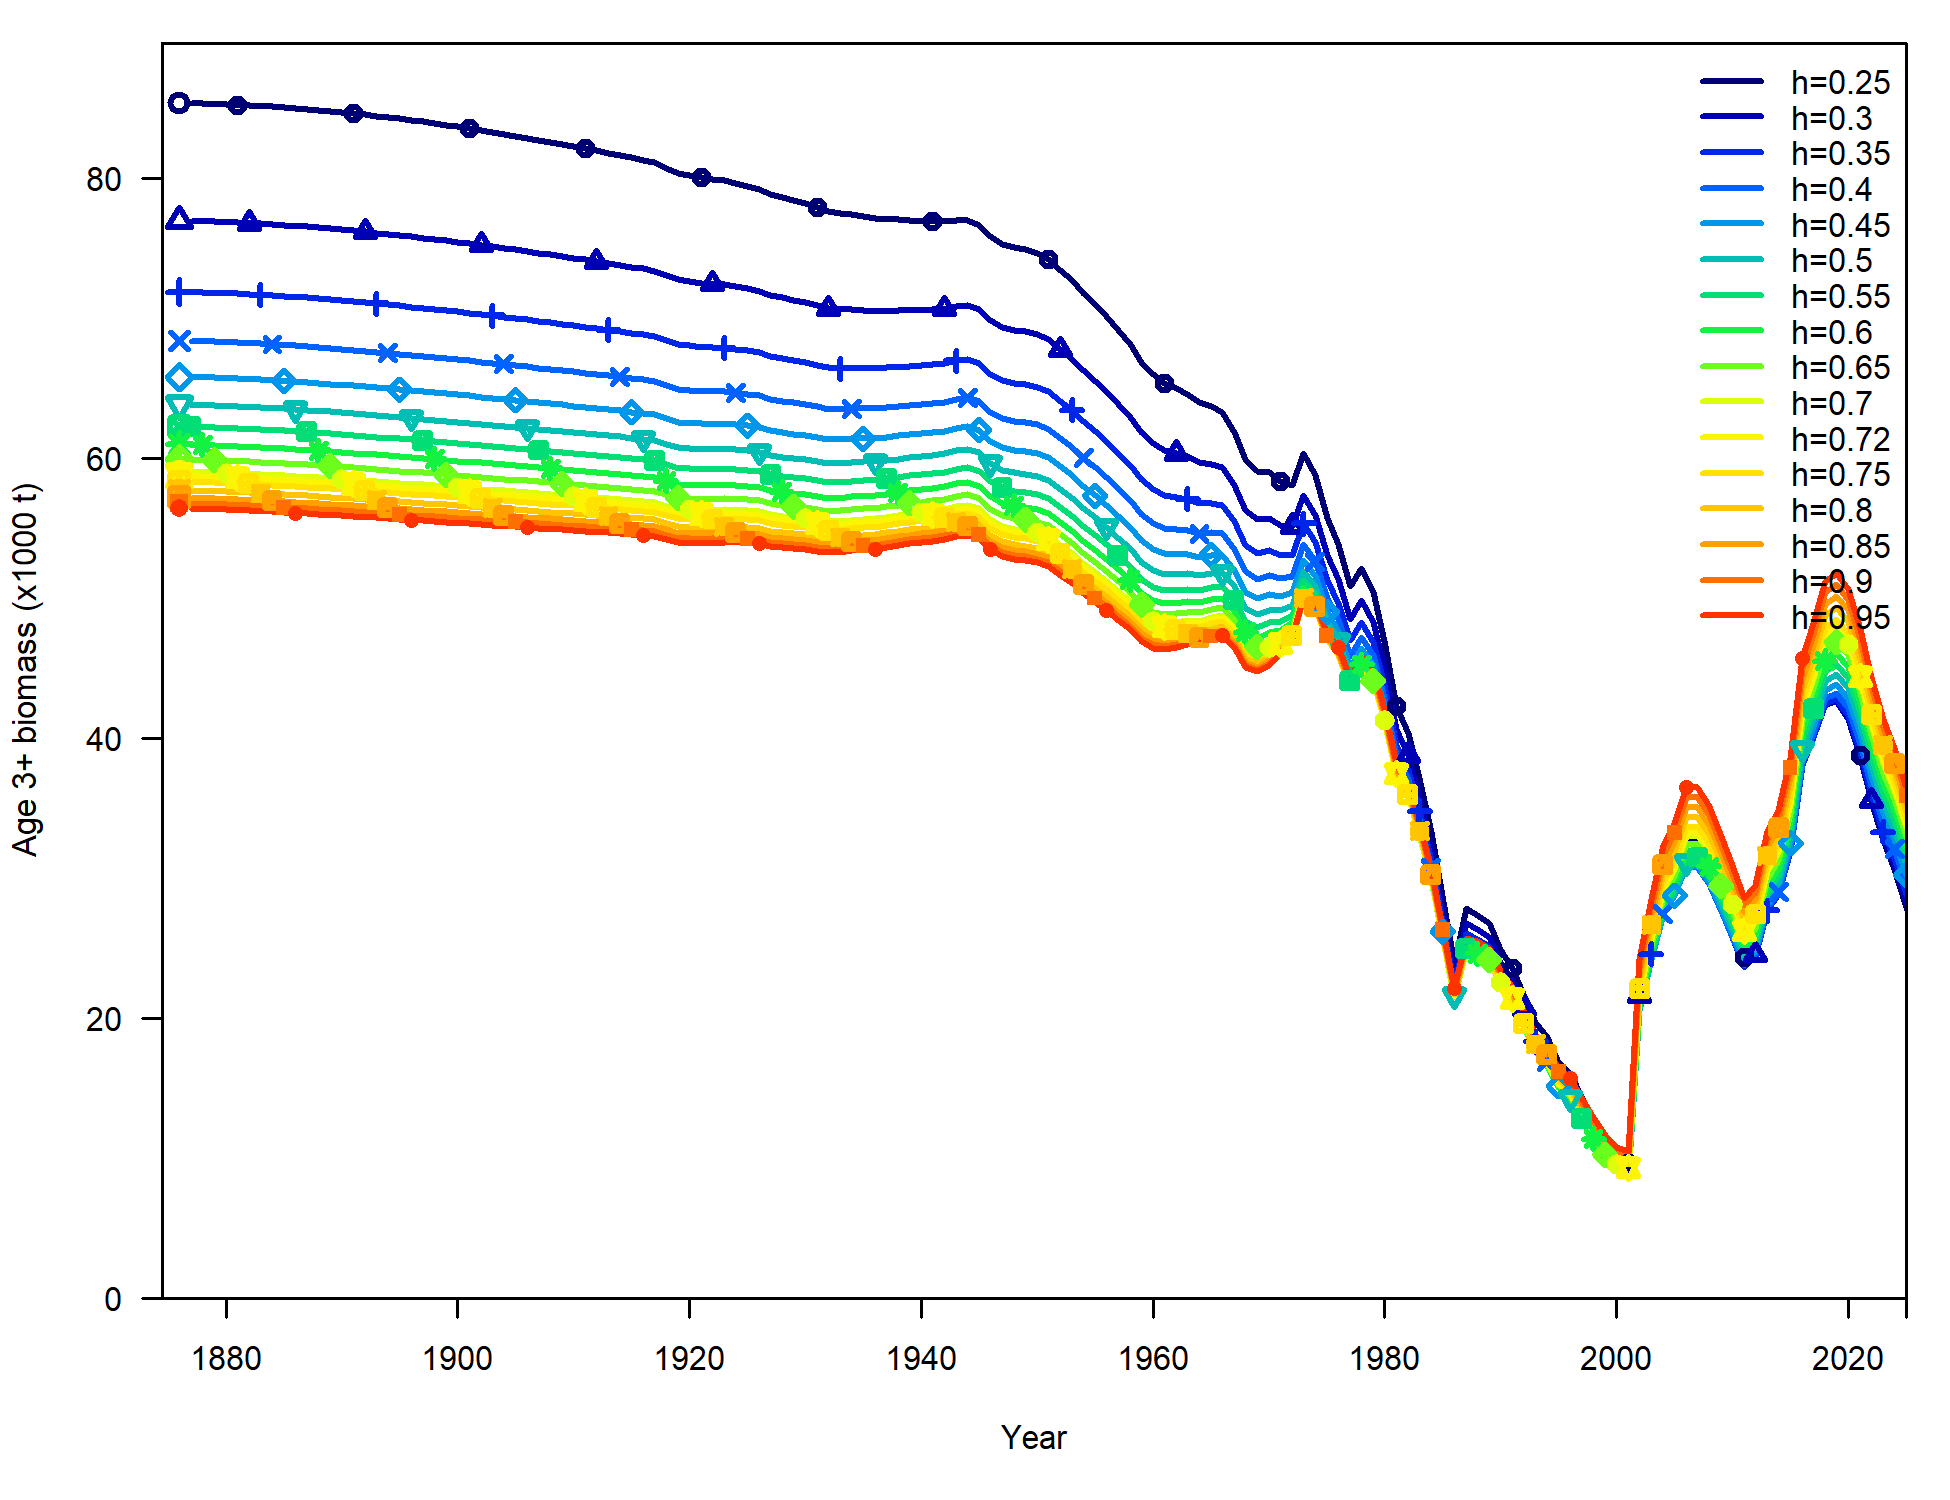 h=0.25
h=0.3
h=0.35
h=0.4
h=0.45
h=0.5
h=0.55
h=0.6
h=0.65
h=0.7
h=0.72
h=0.75
h=0.8
h=0.85
h=0.9
h=0.95
Age 3+ biomass (x1000 t)
80
60
40
20
0
1880 1900 1920 1940 1960 1980 2000 2020
Year